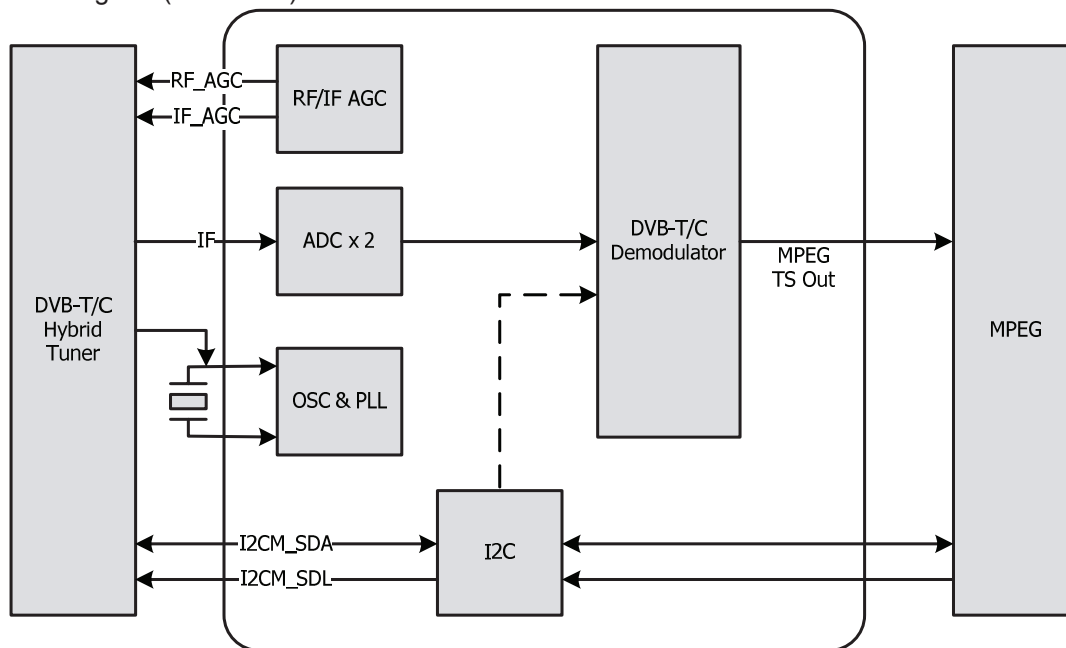 RF_AGC
IF_AGC
RF/IF AGC
IF
ADC x 2
DVB-T/C
Demodulator
MPEG
TS Out
DVB-T/C
Hybrid
Tuner
MPEG
OSC & PLL
I2CM_SDA
I2C
I2CM_SDL